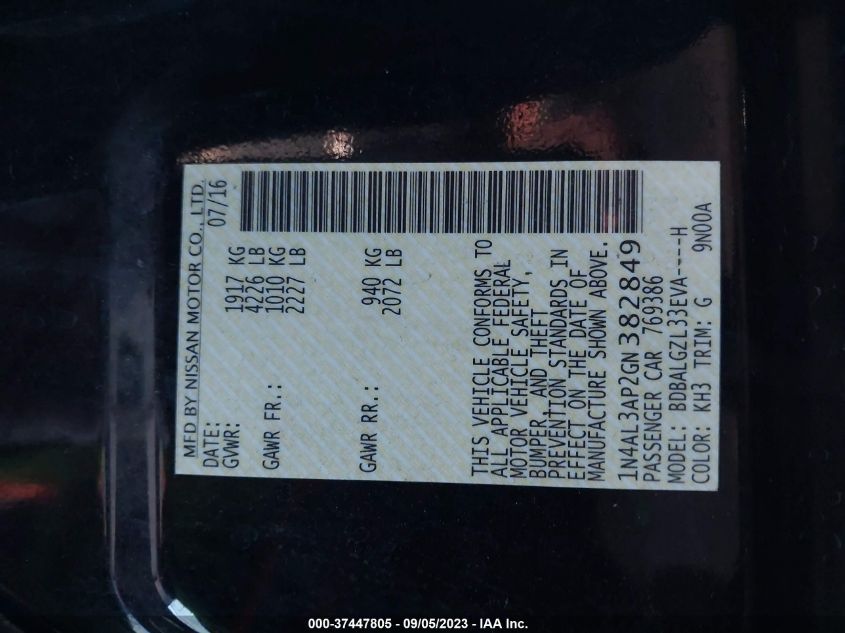 MFD BY NISSAN MOTOR CO., LTD.
DATE: 07/16
GVWR: 1917 KG
4226 LB
GAWR FR.: 1010 KG
2227 LB
GAWR RR.: 940 KG
2072 LB
THIS VEHICLE CONFORMS TO
ALL APPLICABLE FEDERAL
MOTOR VEHICLE SAFETY,
BUMPER, AND THEFT
PREVENTION STANDARDS IN
EFFECT ON THE DATE OF
MANUFACTURE SHOWN ABOVE.
1N4AL3AP2GN382849
PASSENGER CAR 769386
MODEL: BDBALGZL33EVA----H
COLOR: KH3 TRIM: G 9N00A
000-37447805 - 09/05/2023 - IAA Inc.